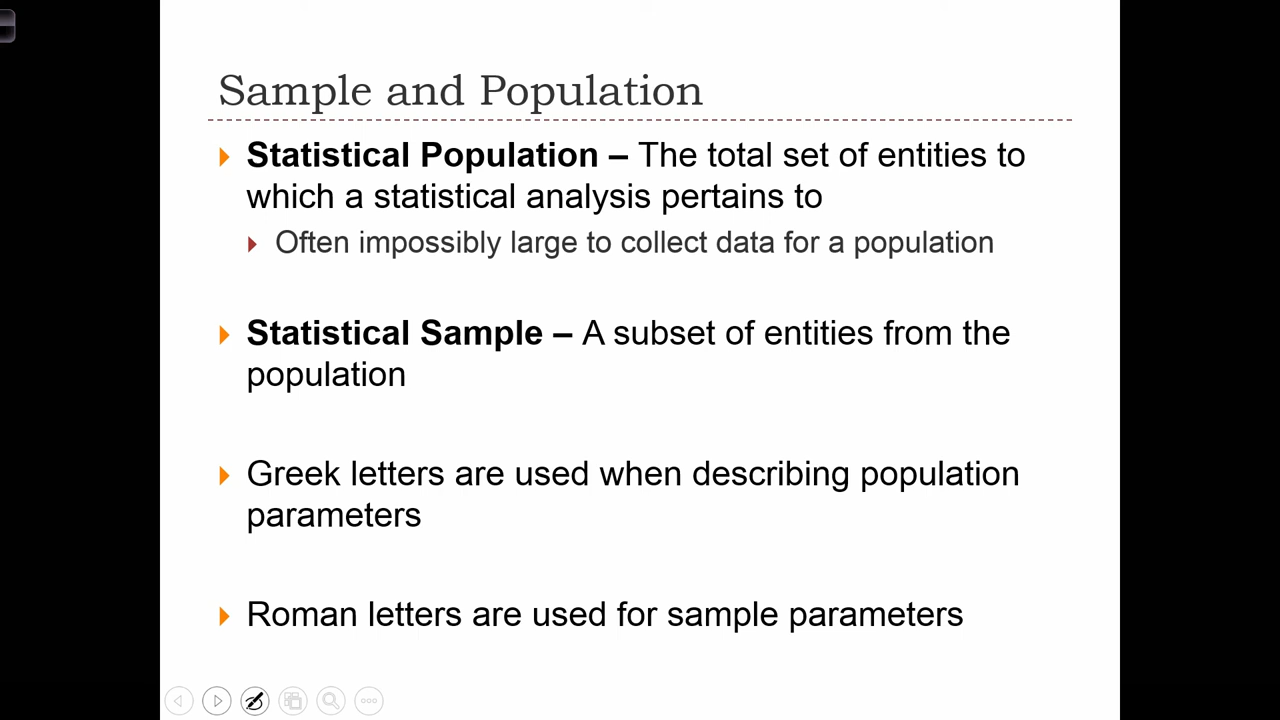 Sample and Population
Statistical Population – The total set of entities to
which a statistical analysis pertains to
Often impossibly large to collect data for a population
Statistical Sample – A subset of entities from the
population
Greek letters are used when describing population
parameters
Roman letters are used for sample parameters